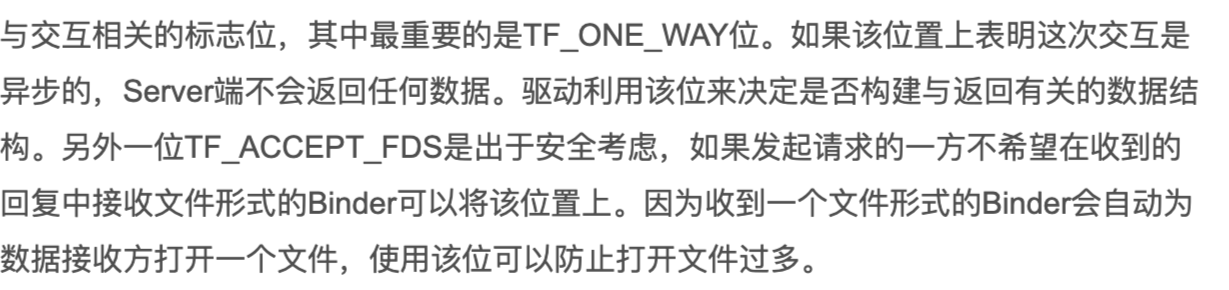 与交互相关的标志位，其中最重要的是TF_ONE_WAY位。如果该位置上表明这次交互是
异步的，Server端不会返回任何数据。驱动利用该位来决定是否构建与返回有关的数据结
构。另外一位TF_ACCEPT_FDS是出于安全考虑，如果发起请求的一方不希望在收到的
回复中接收文件形式的Binder可以将该位置上。因为收到一个文件形式的Binder会自动为
数据接收方打开一个文件，使用该位可以防止打开文件过多。